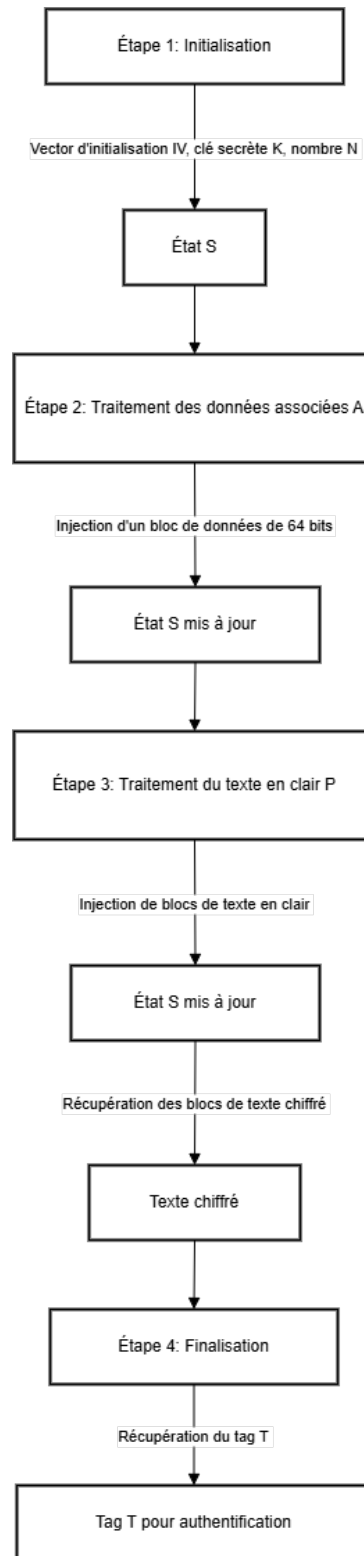 Étape 1: Initialisation
Vector d'initialisation IV, clé secrète K, nombre N
État S
Étape 2: Traitement des données associées A
Injection d'un bloc de données de 64 bits
État S mis à jour
Étape 3: Traitement du texte en clair P
Injection de blocs de texte en clair
État S mis à jour
Récupération des blocs de texte chiffré
Texte chiffré
Étape 4: Finalisation
Récupération du tag T
Tag T pour authentification